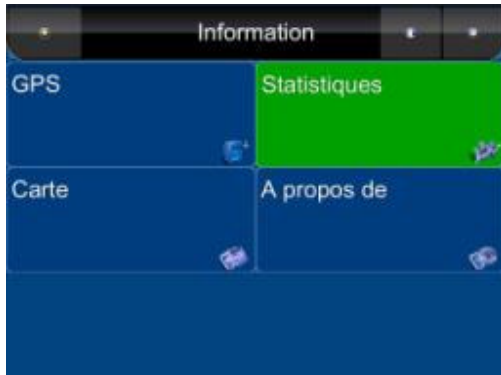 Information
GPS
Statistiques
Carte
A propos de